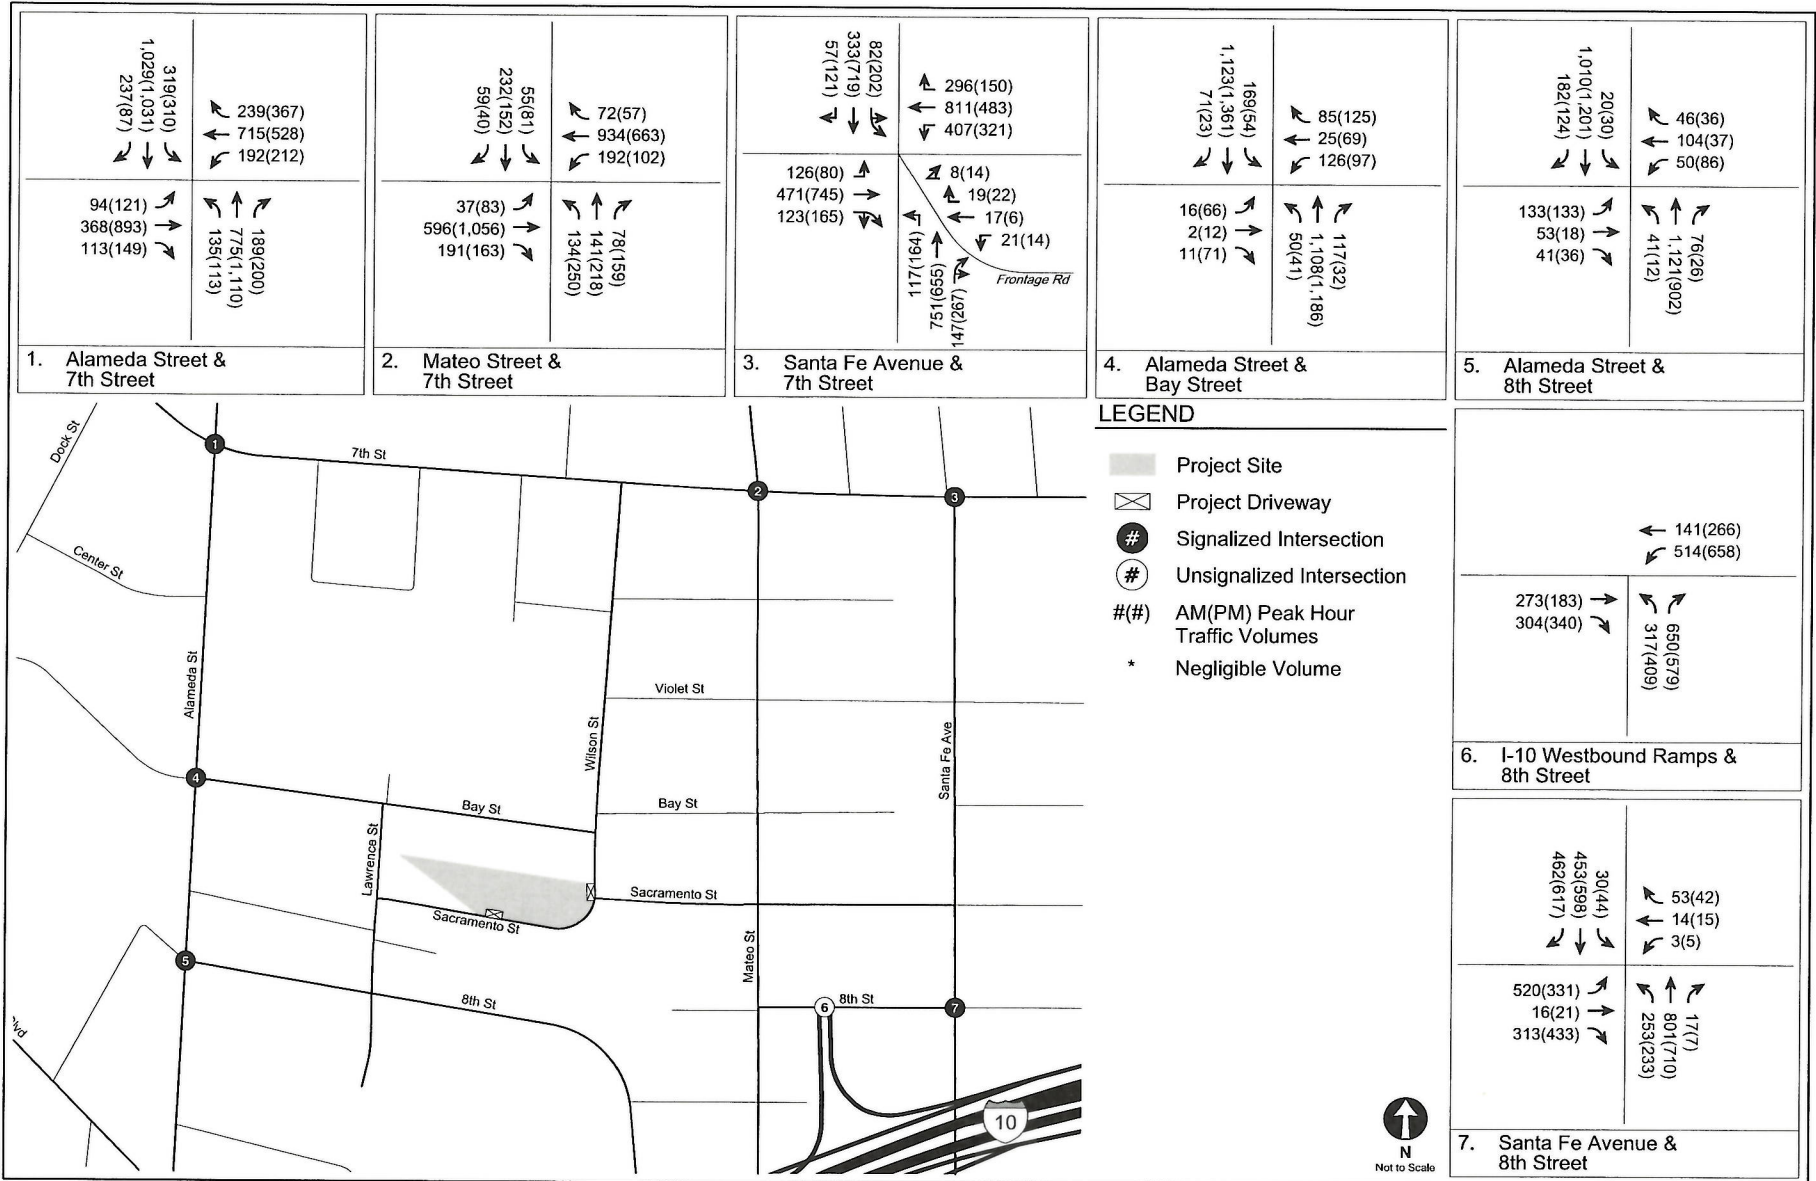 237(87)
1,029(1,031)
319(310)
239(367)
715(528)
192(212)
94(121)
368(893)
113(149)
135(113)
775(1,110)
189(200)
1. Alameda Street &
7th Street
59(40)
232(152)
55(81)
72(57)
934(663)
192(102)
37(83)
596(1,056)
191(163)
134(250)
141(218)
78(159)
2. Mateo Street &
7th Street
57(121)
333(719)
82(202)
296(150)
811(483)
407(321)
126(80)
471(745)
123(165)
8(14)
19(22)
17(6)
21(14)
117(164)
751(655)
147(267)
Frontage Rd
3. Santa Fe Avenue &
7th Street
71(23)
1,123(1,361)
169(54)
85(125)
25(69)
126(97)
16(66)
2(12)
11(71)
50(41)
1,108(1,186)
117(32)
4. Alameda Street &
Bay Street
182(124)
1,010(1,201)
20(30)
46(36)
104(37)
50(86)
133(133)
53(18)
41(36)
41(12)
1,121(902)
76(26)
5. Alameda Street &
8th Street
LEGEND
Project Site
Project Driveway
# Signalized Intersection
# Unsignalized Intersection
#(#) AM(PM) Peak Hour
Traffic Volumes
* Negligible Volume
141(266)
514(658)
273(183)
304(340)
317(409)
650(579)
6. I-10 Westbound Ramps &
8th Street
462(617)
453(598)
30(44)
53(42)
14(15)
3(5)
520(331)
16(21)
313(433)
253(233)
801(710)
17(7)
7. Santa Fe Avenue &
8th Street
Dock St
1
7th St
2
3
Center St
Alameda St
Violet St
Wilson St
Santa Fe Ave
4
Bay St
Bay St
Lawrence St
Sacramento St
Sacramento St
Mateo St
5
8th St
6
8th St
7
lvd
10
N
Not to Scale